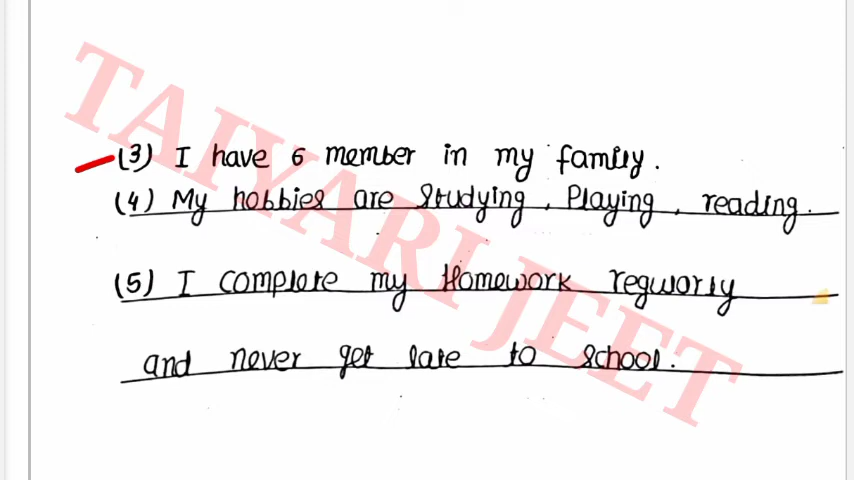 (3) I have 6 member in my family.
(4) My hobbies are Studying, Playing, reading.
(5) I complete my Homework regularly
and never get late to school.
TAIYARI JEET